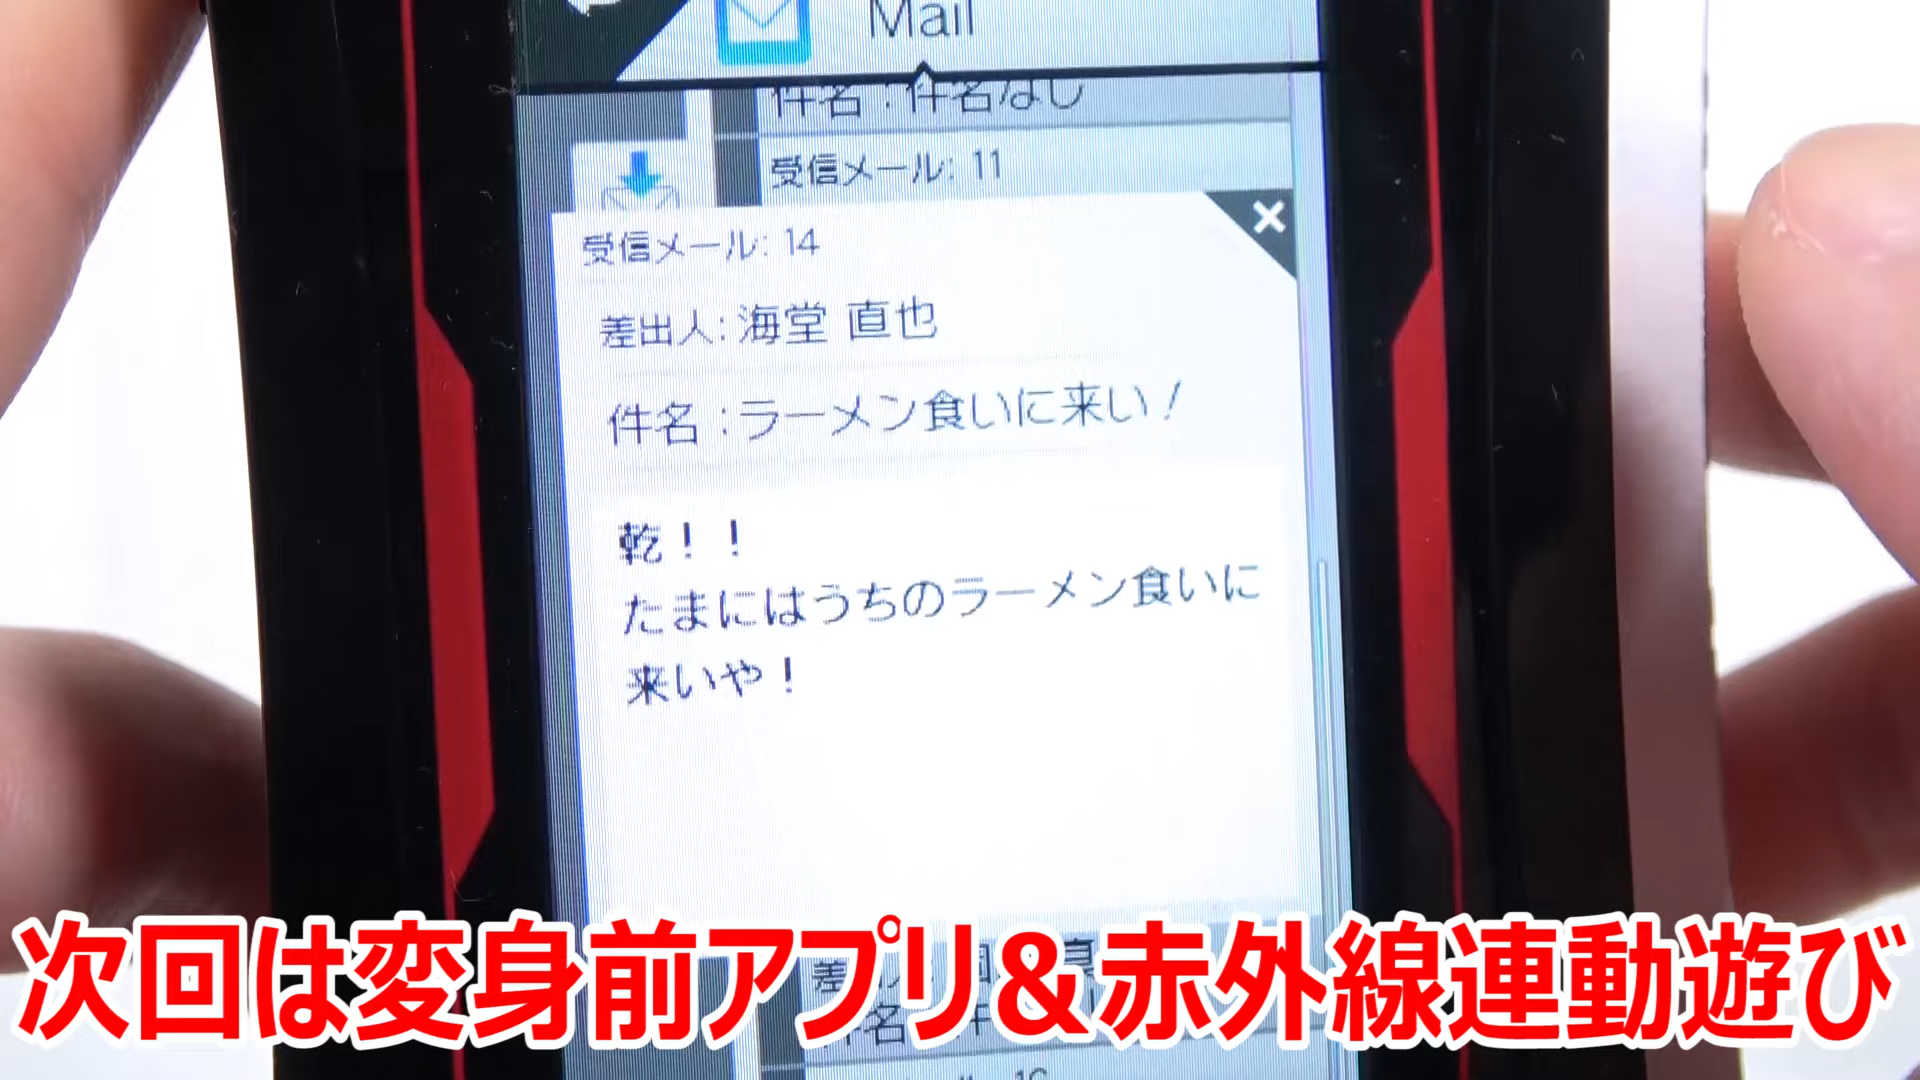 Mail
件名：件名なし
受信メール: 11
受信メール: 14
差出人: 海堂 直也
件名：ラーメン食いに来い！
乾！！
たまにはうちのラーメン食いに
来いや！
次回は変身前アプリ&赤外線連動遊び